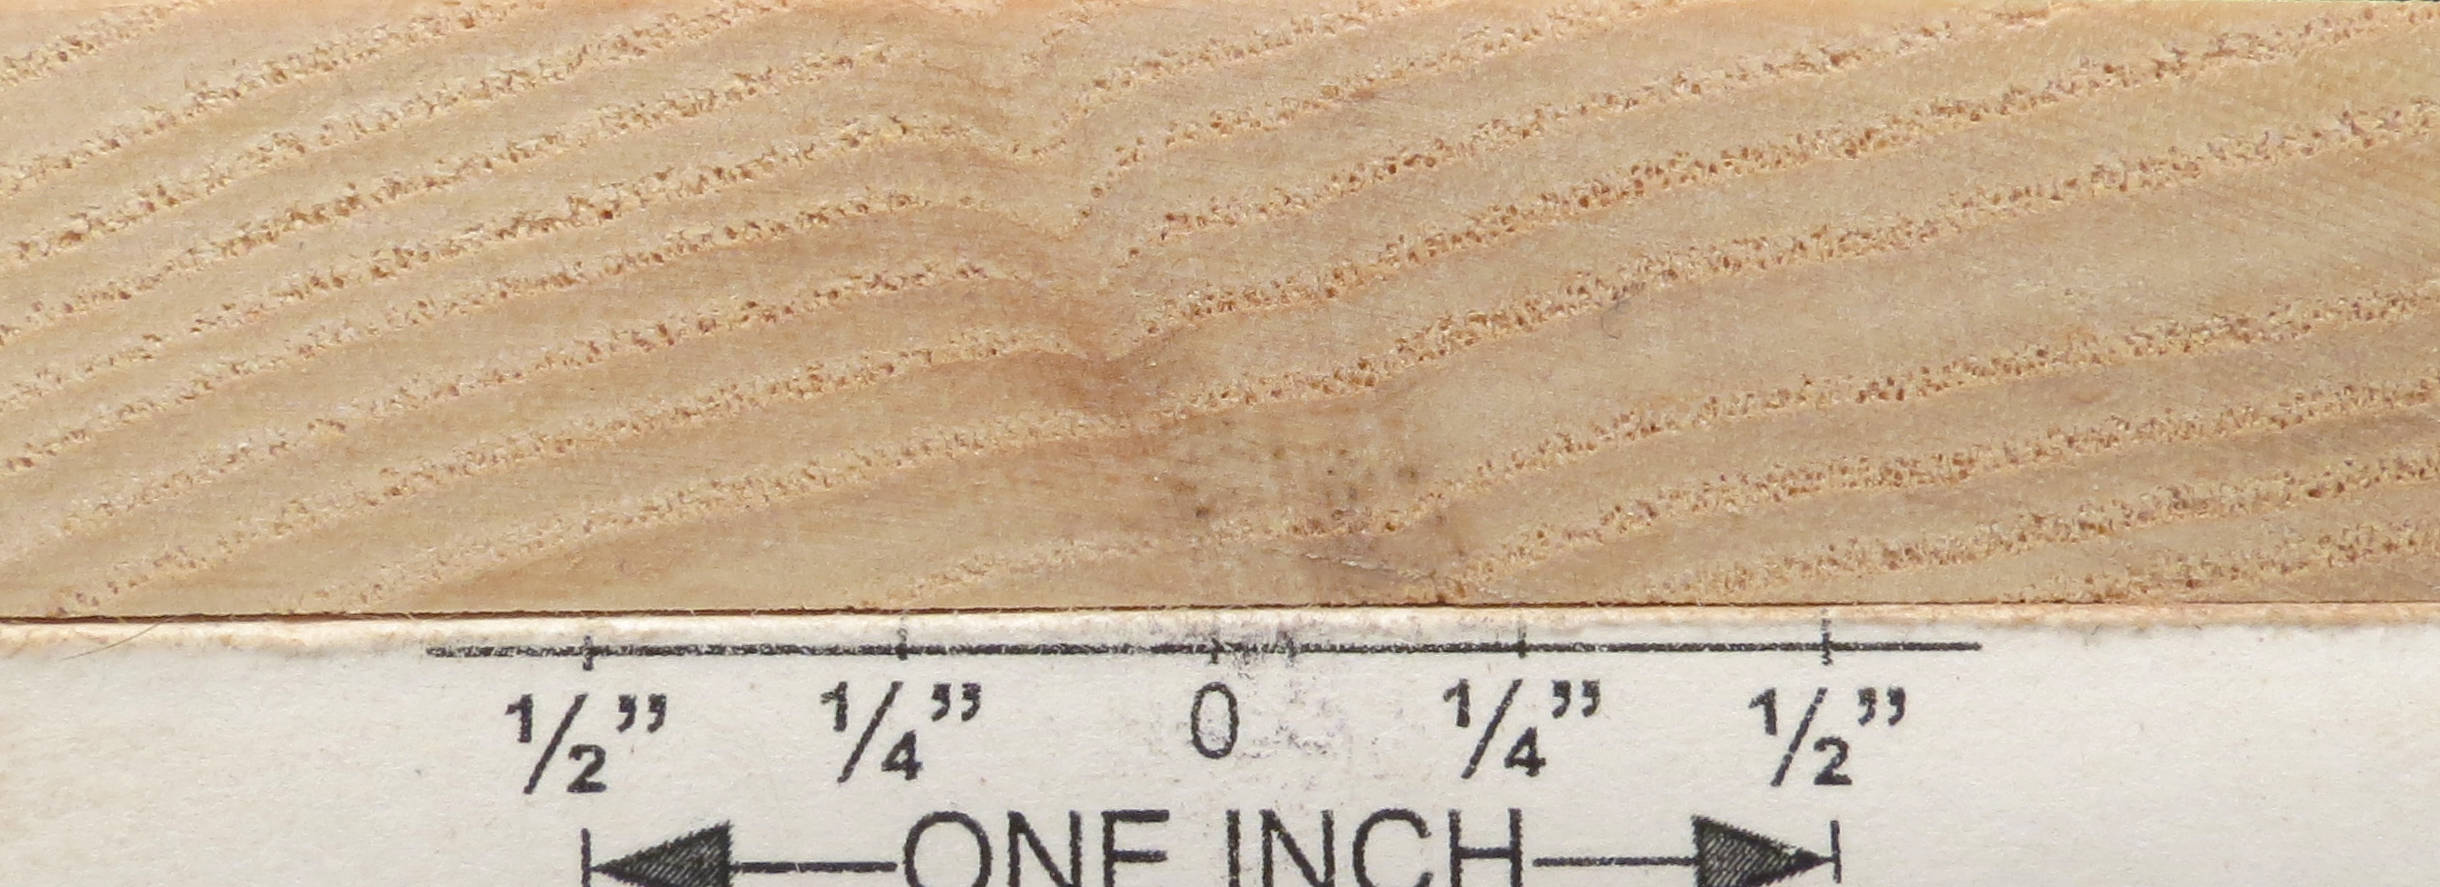 1/2” 1/4” 0 1/4” 1/2”
ONE INCH